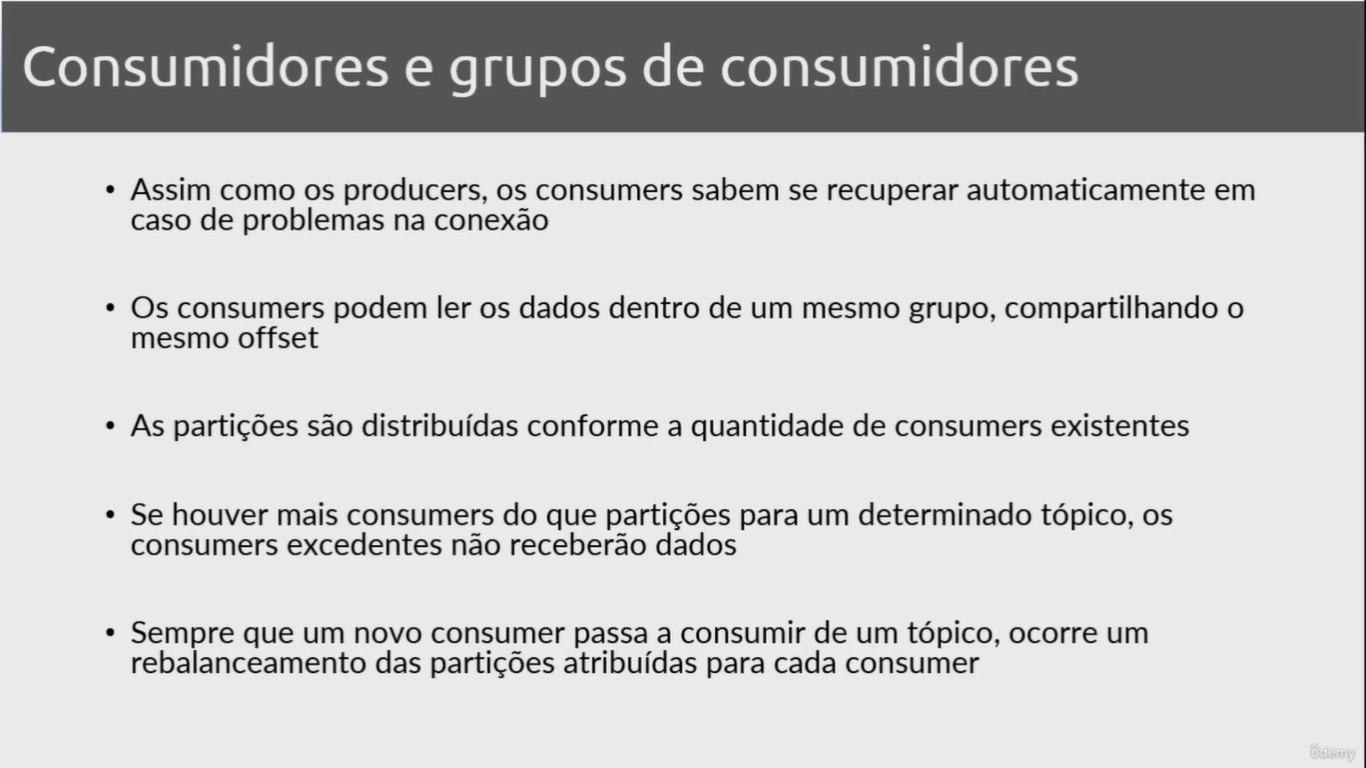 Consumidores e grupos de consumidores
• Assim como os producers, os consumers sabem se recuperar automaticamente em
caso de problemas na conexão
• Os consumers podem ler os dados dentro de um mesmo grupo, compartilhando o
mesmo offset
• As partições são distribuídas conforme a quantidade de consumers existentes
• Se houver mais consumers do que partições para um determinado tópico, os
consumers excedentes não receberão dados
• Sempre que um novo consumer passa a consumir de um tópico, ocorre um
rebalanceamento das partições atribuídas para cada consumer
ûdemy